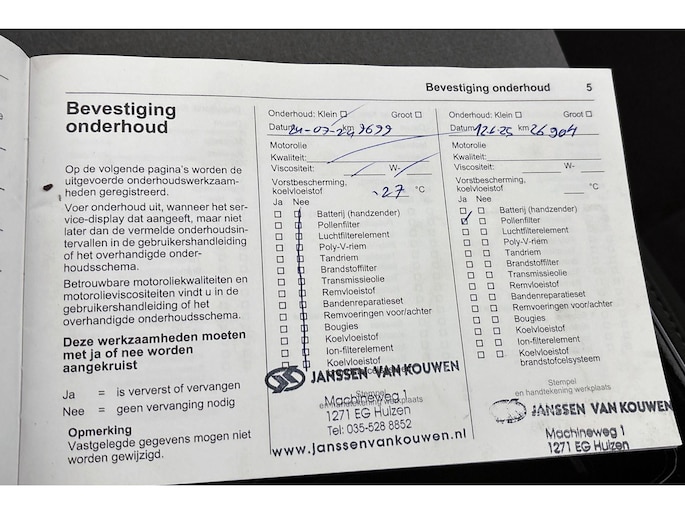 Bevestiging onderhoud 5
Bevestiging
onderhoud
Op de volgende pagina's worden de
uitgevoerde onderhoudswerkzaam-
heden geregistreerd.
Voer onderhoud uit, wanneer het ser-
vice-display dat aangeeft, maar niet
later dan de vermelde onderhoudsin-
tervallen in de gebruikershandleiding
of het overhandigde onder-
houdsschema.
Betrouwbare motoroliekwaliteiten en
motorolieviscositeiten vindt u in de
gebruikershandleiding of het
overhandigde onderhoudsschema.
Deze werkzaamheden moeten
met ja of nee worden
aangekruist
Ja = is ververst of vervangen
Nee = geen vervanging nodig
Opmerking
Vastgelegde gegevens mogen niet
worden gewijzigd.
Onderhoud: Klein Groot
Datum 24-07-24 km 9699
Motorolie
Kwaliteit:
Viscositeit: W-
Vorstbescherming,
koelvloeistof -27 °C
Ja Nee
Batterij (handzender)
Pollenfilter
Luchtfilterelement
Poly-V-riem
Tandriem
Brandstoffilter
Transmissieolie
Remvloeistof
Bandenreparatieset
Remvoeringen voor/achter
Bougies
Koelvloeistof
Ion-filterelement
Koelvloeistof
JANSSEN VAN KOUWEN
Stempel
en handtekening werkplaats
Machineweg 1
1271 EG Huizen
Tel: 035-528 8852
www.janssenvankouwen.nl
Onderhoud: Klein Groot
Datum km 26904
Motorolie
Kwaliteit:
Viscositeit: W-
Vorstbescherming,
koelvloeistof °C
Ja Nee
Batterij (handzender)
Pollenfilter
Luchtfilterelement
Poly-V-riem
Tandriem
Brandstoffilter
Transmissieolie
Remvloeistof
Bandenreparatieset
Remvoeringen voor/achter
Bougies
Koelvloeistof
Ion-filterelement
Koelvloeistof
brandstofcelsysteem
Stempel
en handtekening werkplaats
JANSSEN VAN KOUWEN
Machineweg 1
1271 EG Huizen